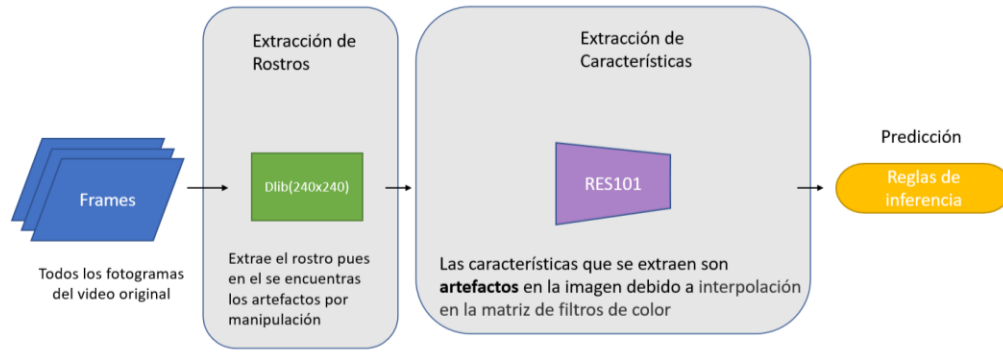 Frames
Todos los fotogramas
del video original
Extracción de
Rostros
Dlib(240x240)
Extrae el rostro pues
en el se encuentras
los artefactos por
manipulación
Extracción de
Características
RES101
Las características que se extraen son
artefactos en la imagen debido a interpolación
en la matriz de filtros de color
Predicción
Reglas de
inferencia